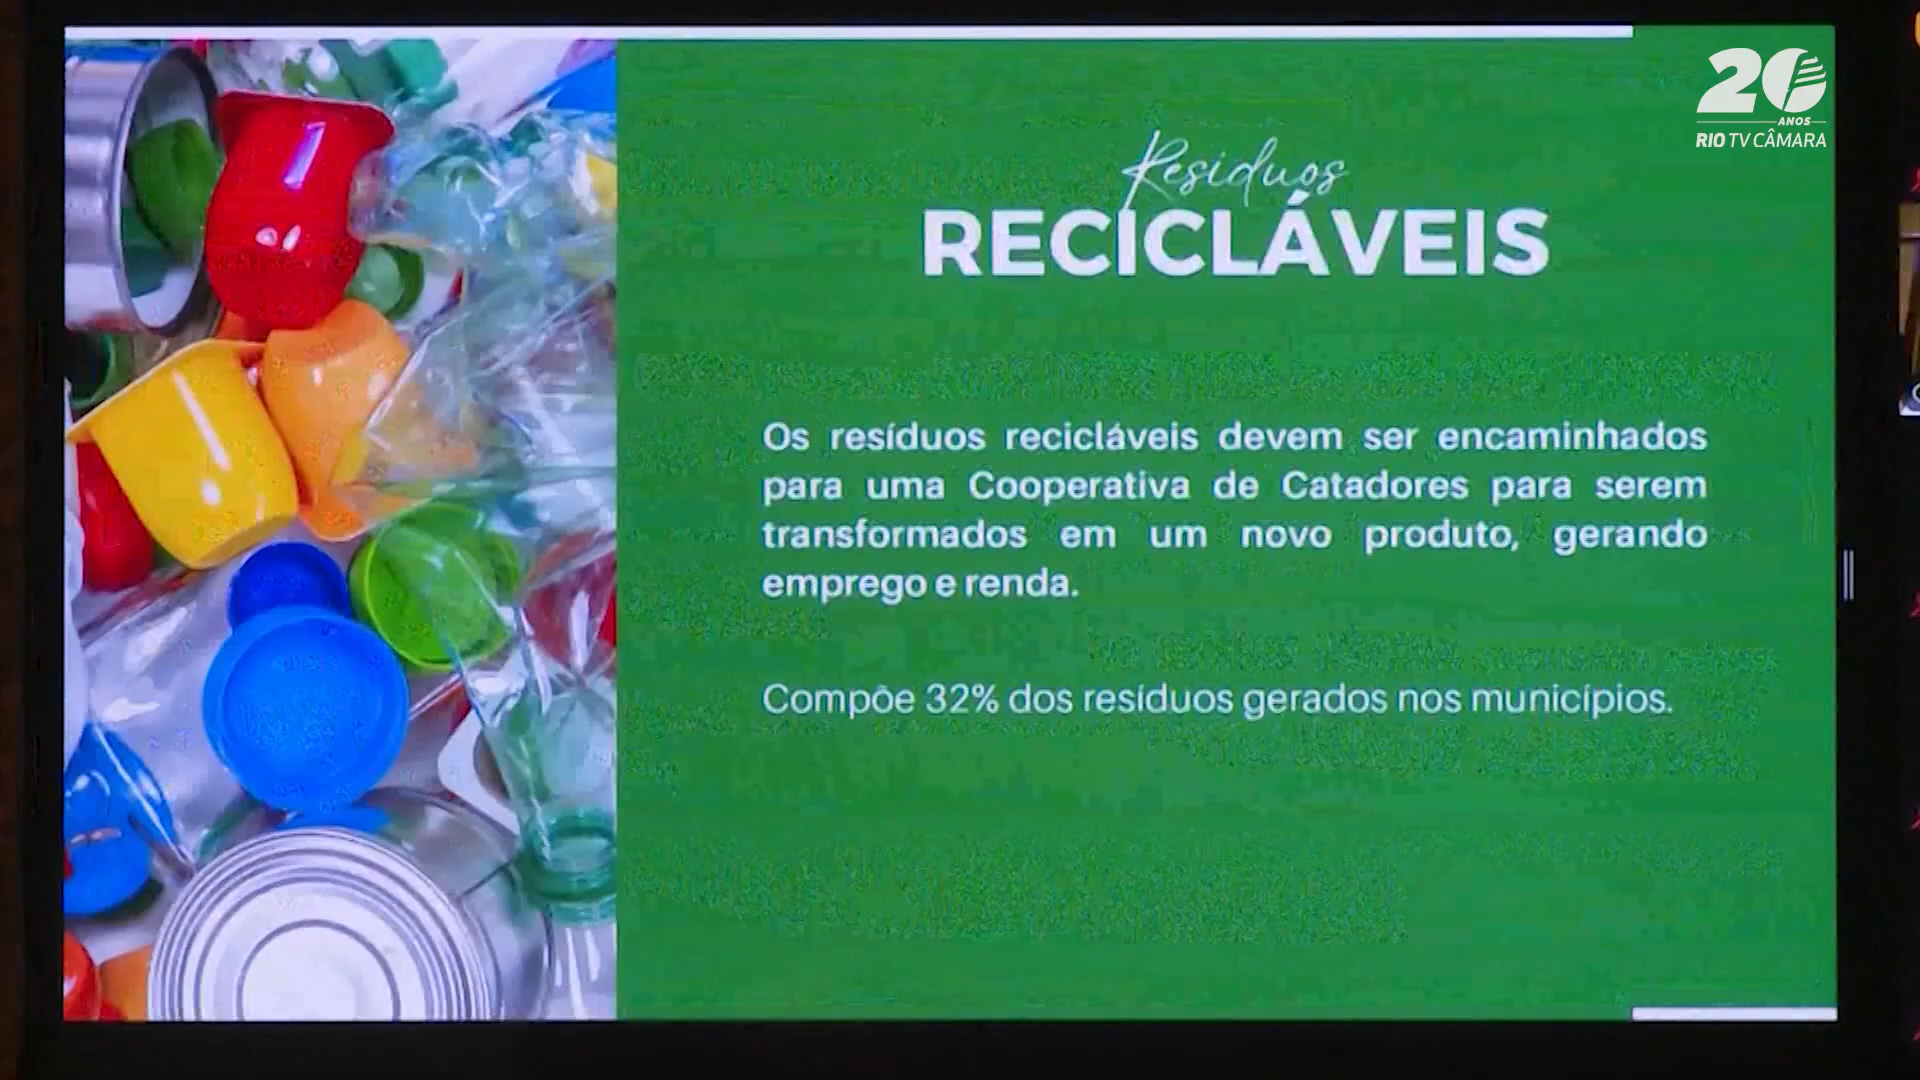 20
ANOS
RIO TV CÂMARA
Resíduos
RECICLÁVEIS
Os resíduos recicláveis devem ser encaminhados
para uma Cooperativa de Catadores para serem
transformados em um novo produto, gerando
emprego e renda.
Compõe 32% dos resíduos gerados nos municípios.